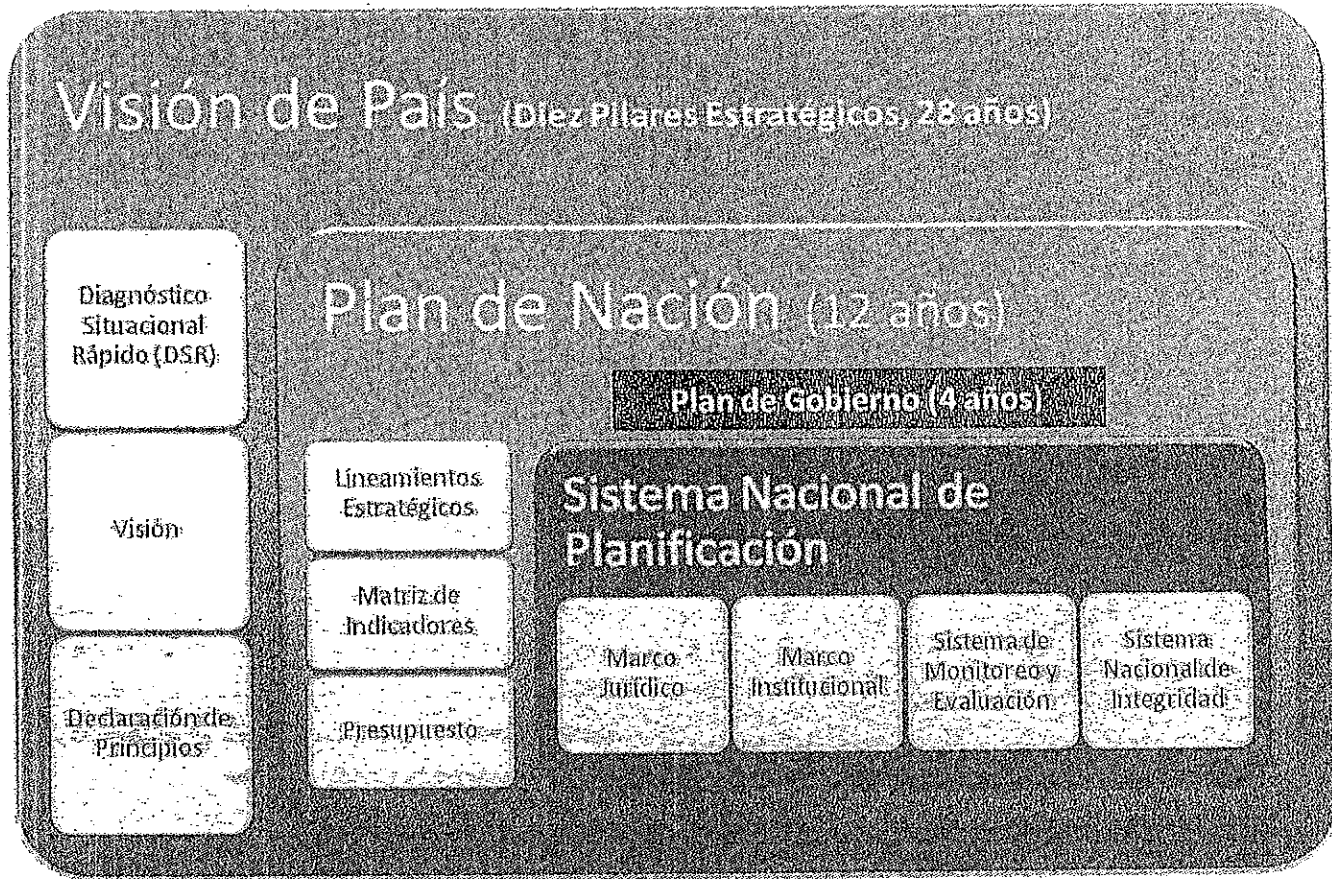 Visión de País (Diez Pilares Estratégicos, 28 años)
Diagnóstico
Situacional
Rápido (DSR)
Visión
Declaración de
Principios
Plan de Nación (12 años)
Plan de Gobierno (4 años)
Lineamientos
Estratégicos
Matriz de
Indicadores
Presupuesto
Sistema Nacional de
Planificación
Marco
Jurídico
Marco
Institucional
Sistema de
Monitoreo y
Evaluación
Sistema
Nacional de
Integridad